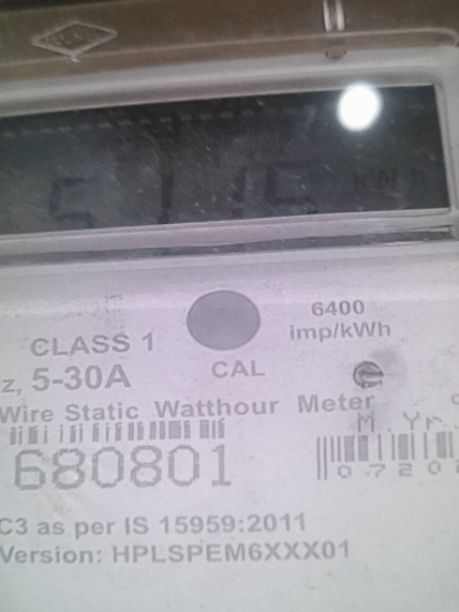 CLASS 1
6400
imp/kWh
z, 5-30A
CAL
Wire Static Watthour Meter
M. Yr.
680801
C3 as per IS 15959:2011
Version: HPLSPEM6XXX01